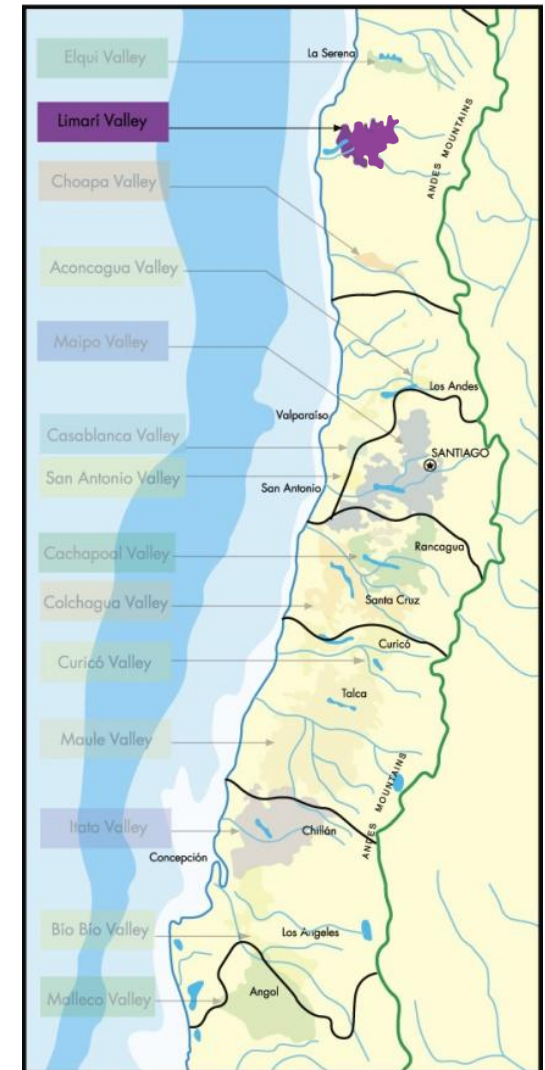 Elqui Valley
La Serena
Limarí Valley
ANDES MOUNTAINS
Choapa Valley
Aconcagua Valley
Maipo Valley
Los Andes
Valparaíso
Casablanca Valley
SANTIAGO
San Antonio Valley
San Antonio
Cachapoal Valley
Rancagua
Colchagua Valley
Santa Cruz
Curicó Valley
Curicó
Talca
Maule Valley
ANDES MOUNTAINS
Itata Valley
Chillán
Concepción
Bío Bío Valley
Los Angeles
Malleco Valley
Angol